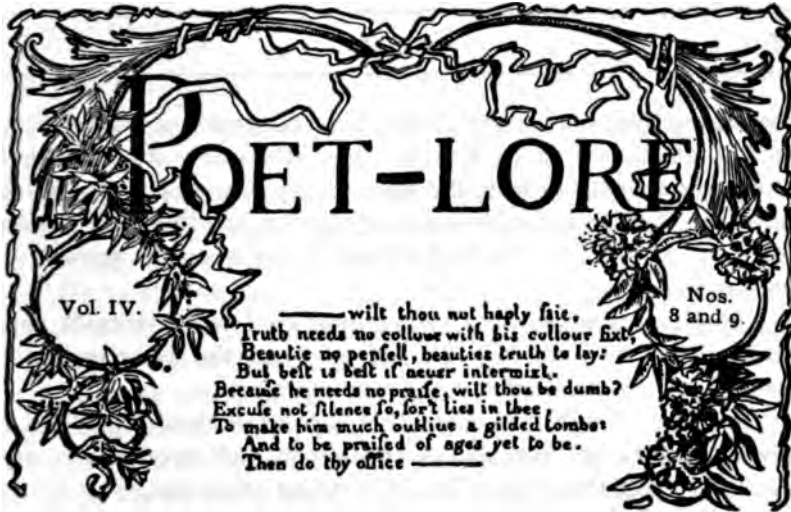 POET-LORE
Vol. IV.
Nos.
8 and 9.
——— wilt thou not haply ſaie,
Truth needs no collour with his collour fixt,
Beautie no penſell, beauties truth to lay:
But beſt is beſt if neuer intermixt.
Becauſe he needs no praiſe, wilt thou be dumb?
Excuſe not ſilence ſo, for't lies in thee,
To make him much outliue a gilded tombe:
And to be praiſed of ages yet to be.
Then do thy office ———